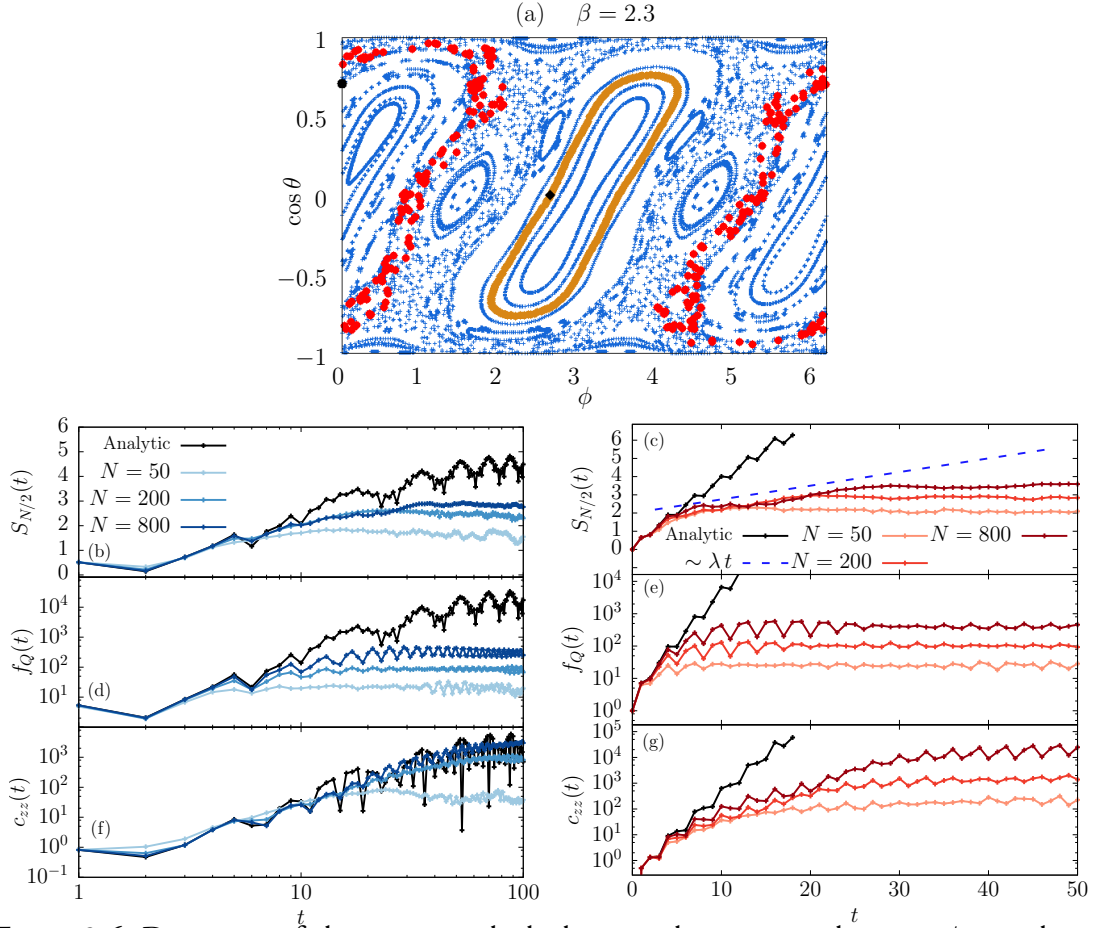 (a) β = 2.3
cos θ
1
0.5
0
−0.5
−1
0 1 2 3 4 5 6
ϕ
S_{N/2}(t)
6
5
4
3
2
1
0
Analytic
N = 50
N = 200
N = 800
(b)
f_Q(t)
10^4
10^3
10^2
10^1
(d)
c_{zz}(t)
10^3
10^2
10^1
10^0
10^{-1}
(f)
1 10 100
t
S_{N/2}(t)
6
5
4
3
2
1
0
(c)
Analytic N = 50 N = 800
∼ λ t N = 200
f_Q(t)
10^4
10^3
10^2
10^1
10^0
(e)
c_{zz}(t)
10^5
10^4
10^3
10^2
10^1
10^0
(g)
0 10 20 30 40 50
t